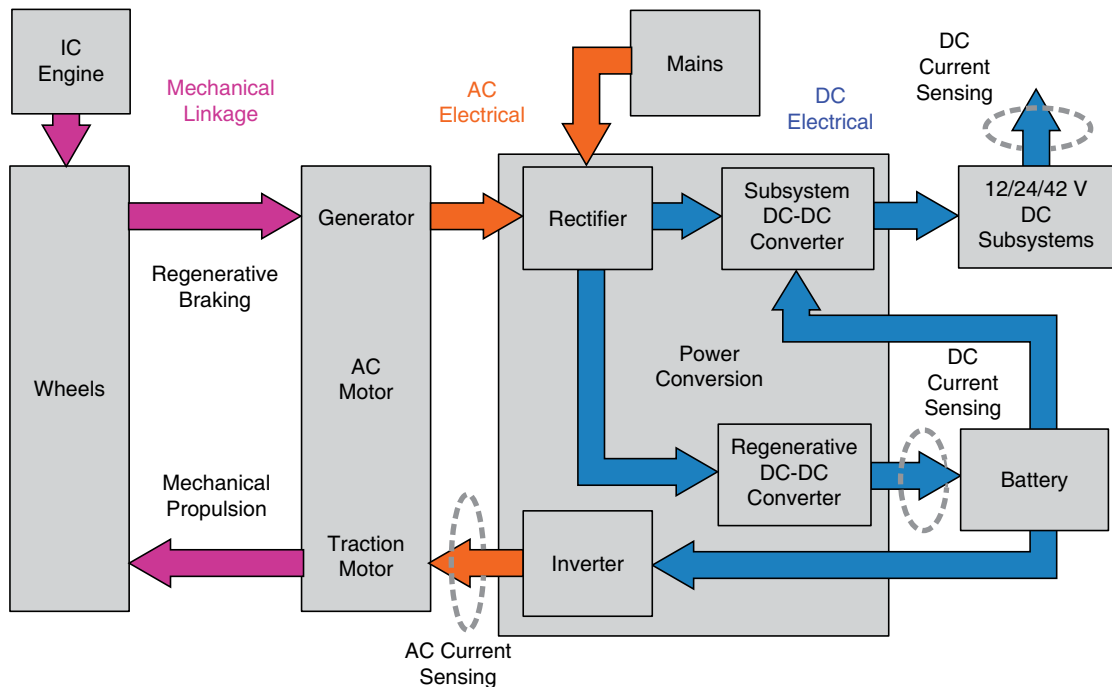 IC
Engine
Mechanical
Linkage
AC
Electrical
Mains
DC
Electrical
DC
Current
Sensing
Wheels
Regenerative
Braking
Mechanical
Propulsion
Generator
AC
Motor
Traction
Motor
Rectifier
Subsystem
DC-DC
Converter
12/24/42 V
DC
Subsystems
Power
Conversion
DC
Current
Sensing
Regenerative
DC-DC
Converter
Battery
Inverter
AC Current
Sensing